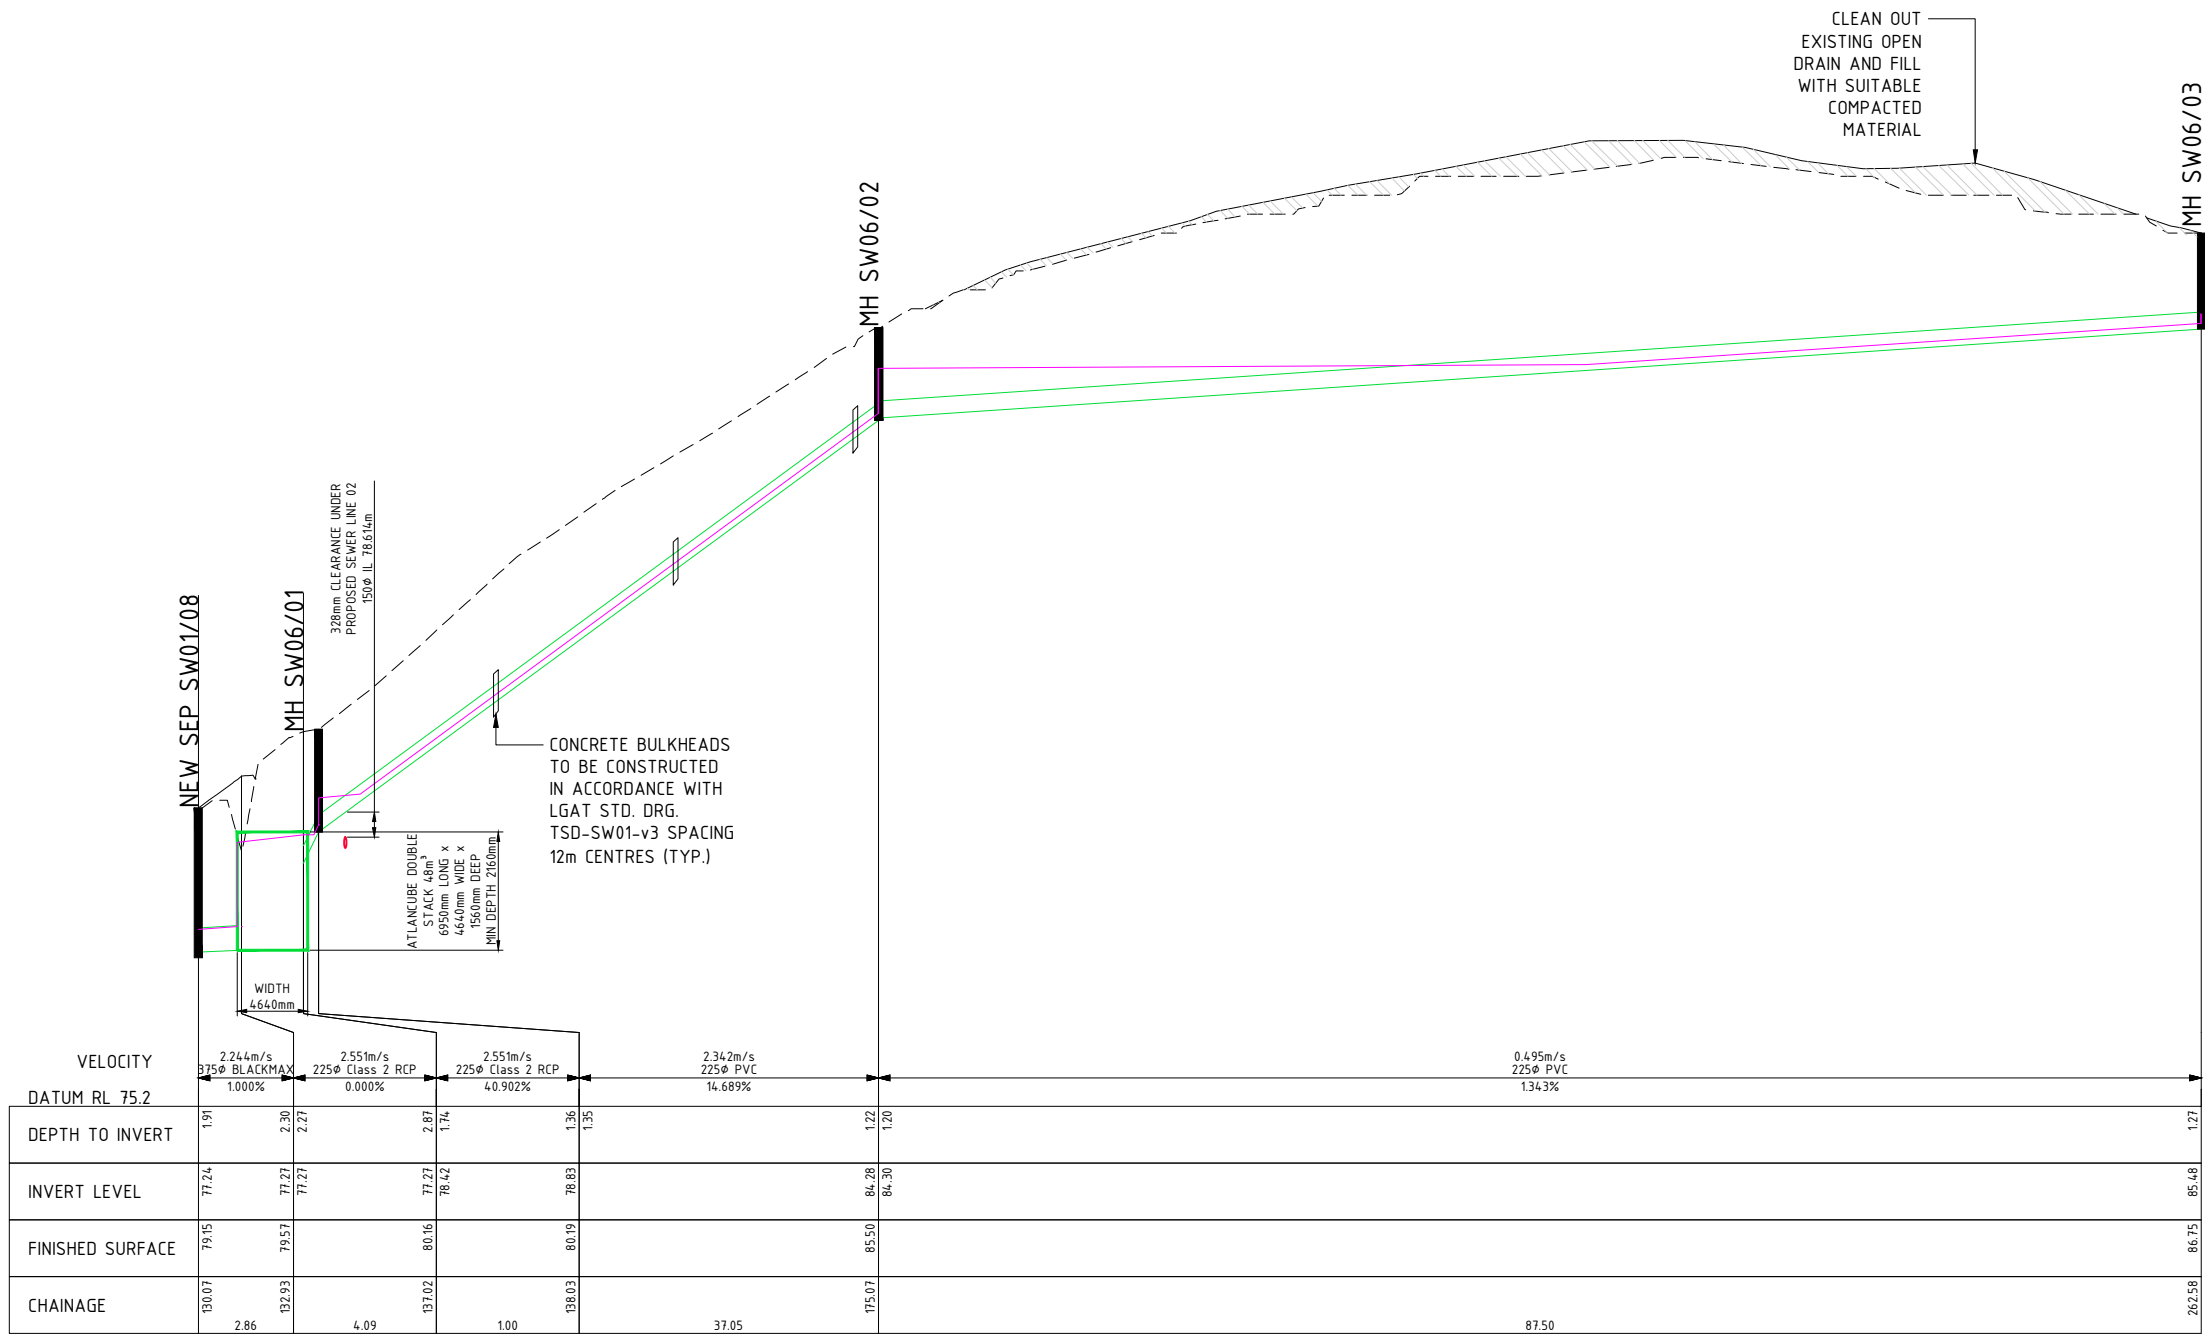 CLEAN OUT
EXISTING OPEN
DRAIN AND FILL
WITH SUITABLE
COMPACTED
MATERIAL
MH SW06/03
MH SW06/02
328mm CLEARANCE UNDER
PROPOSED SEWER LINE 02
150ø IL 78.614m
NEW SEP SW01/08
MH SW06/01
CONCRETE BULKHEADS
TO BE CONSTRUCTED
IN ACCORDANCE WITH
LGAT STD. DRG.
TSD-SW01-v3 SPACING
12m CENTRES (TYP.)
ATLANCUBE DOUBLE
STACK 48m³
6950mm LONG x
4640mm WIDE x
1560mm DEEP
MIN DEPTH 2160mm
WIDTH
4640mm
VELOCITY
2.244m/s 2.551m/s 2.551m/s 2.342m/s 0.495m/s
375ø BLACKMAX 225ø Class 2 RCP 225ø Class 2 RCP 225ø PVC 225ø PVC
1.000% 0.000% 40.902% 14.689% 1.343%
DATUM RL 75.2
DEPTH TO INVERT 1.91 2.30 2.27 2.87 1.74 1.36 1.35 1.22 1.20 1.27
INVERT LEVEL 77.24 77.27 77.27 77.27 78.42 78.83 84.28 84.30 85.48
FINISHED SURFACE 79.15 79.57 80.16 80.19 85.50 86.75
CHAINAGE 130.07 132.93 137.02 138.03 175.07 262.58
2.86 4.09 1.00 37.05 87.50